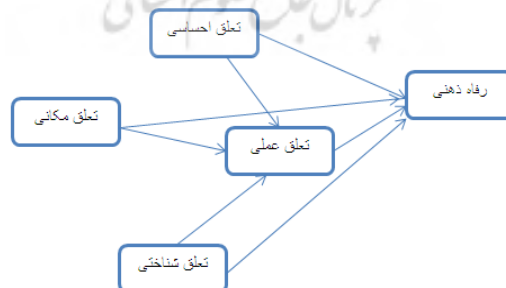 تعلق احساسی
رفاه ذهنی
تعلق مکانی
تعلق عملی
تعلق شناختی